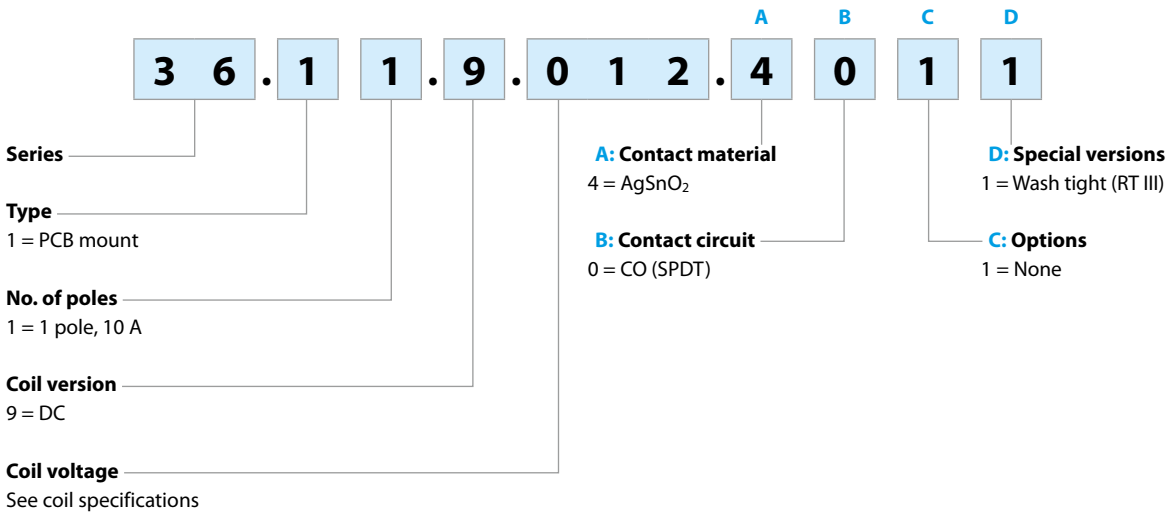 A B C D
3 6 . 1 1 . 9 . 0 1 2 . 4 0 1 1
Series
Type
1 = PCB mount
No. of poles
1 = 1 pole, 10 A
Coil version
9 = DC
Coil voltage
See coil specifications
A: Contact material
4 = AgSnO₂
B: Contact circuit
0 = CO (SPDT)
D: Special versions
1 = Wash tight (RT III)
C: Options
1 = None